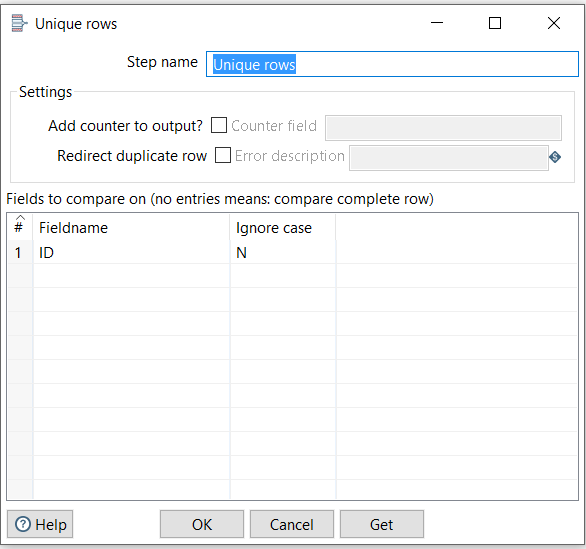 Unique rows
Step name Unique rows
Settings
Add counter to output? Counter field
Redirect duplicate row Error description $
Fields to compare on (no entries means: compare complete row)
# Fieldname Ignore case
1 ID N
? Help OK Cancel Get